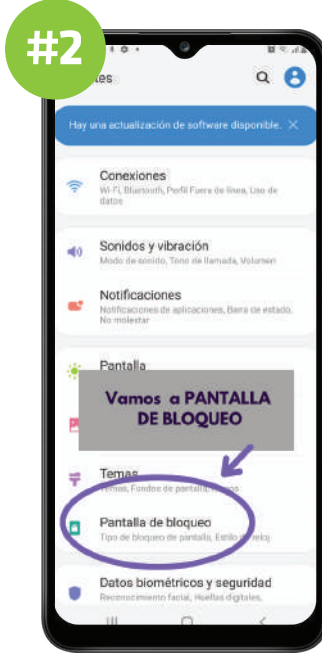 #2
tes
Hay una actualización de software disponible. ×
Conexiones
Wi-Fi, Bluetooth, Perfil Fuera de línea, Uso de
datos
Sonidos y vibración
Modo de sonido, Tono de llamada, Volumen
Notificaciones
Notificaciones de aplicaciones, Barra de estado,
No molestar
Pantalla
Vamos a PANTALLA
DE BLOQUEO
Temas
Temas, Fondos de pantalla,
Pantalla de bloqueo
Tipo de bloqueo de pantalla, Estilo de reloj
Datos biométricos y seguridad
Reconocimiento facial, Huellas digitales,